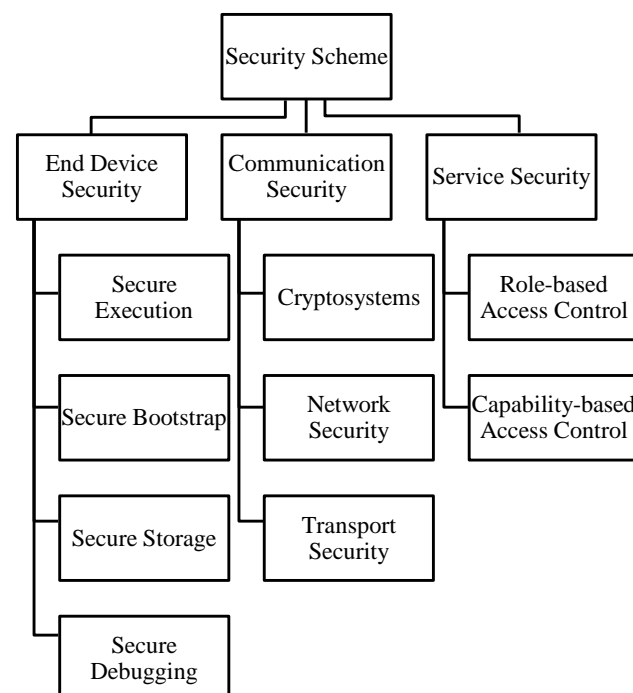 Security Scheme
End Device
Security
Communication
Security
Service Security
Secure
Execution
Secure Bootstrap
Secure Storage
Secure
Debugging
Cryptosystems
Network
Security
Transport
Security
Role-based
Access Control
Capability-based
Access Control